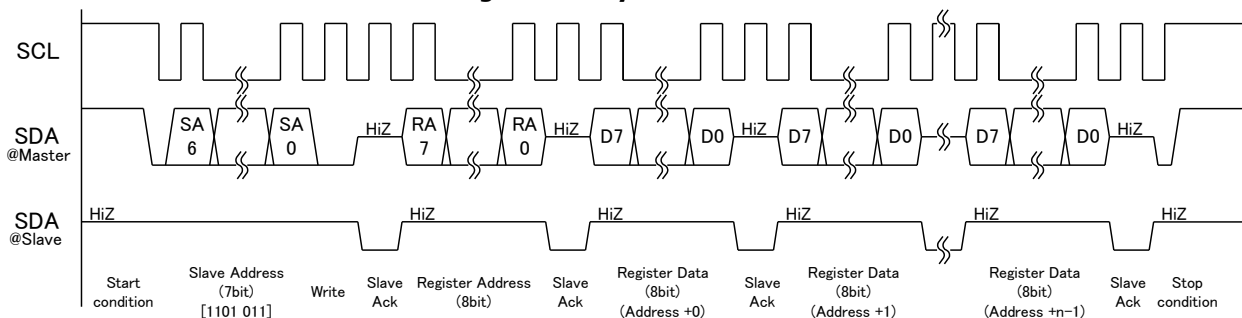 SCL
SDA
@Master
SA
6
SA
0
HiZ
RA
7
RA
0
HiZ
D7
D0
HiZ
D7
D0
D7
D0
HiZ
SDA
@Slave
HiZ
HiZ
HiZ
HiZ
HiZ
HiZ
Start
condition
Slave Address
(7bit)
[1101 011]
Write
Slave
Ack
Register Address
(8bit)
Slave
Ack
Register Data
(8bit)
(Address +0)
Slave
Ack
Register Data
(8bit)
(Address +1)
Register Data
(8bit)
(Address +n-1)
Slave
Ack
Stop
condition